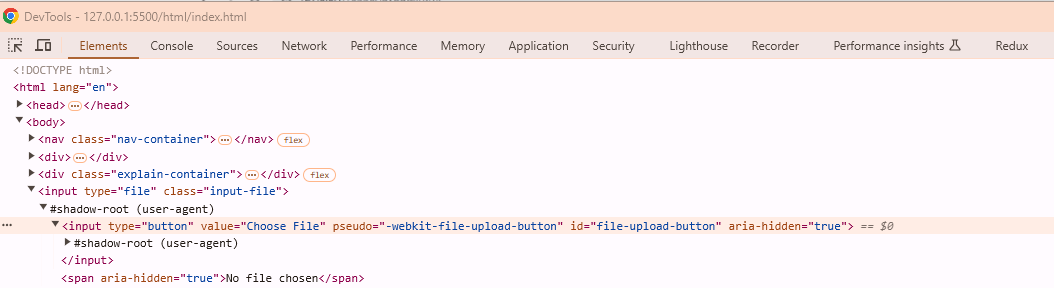 DevTools - 127.0.0.1:5500/html/index.html
Elements Console Sources Network Performance Memory Application Security Lighthouse Recorder Performance insights Redux
<!DOCTYPE html>
<html lang="en">
<head> ••• </head>
<body>
<nav class="nav-container"> ••• </nav> flex
<div> ••• </div>
<div class="explain-container"> ••• </div> flex
<input type="file" class="input-file">
#shadow-root (user-agent)
••• <input type="button" value="Choose File" pseudo="-webkit-file-upload-button" id="file-upload-button" aria-hidden="true"> == $0
#shadow-root (user-agent)
</input>
<span aria-hidden="true">No file chosen</span>